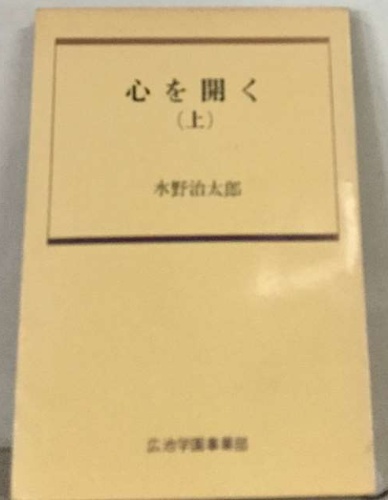 心を開く
（上）
水野治太郎
広池学園事業部